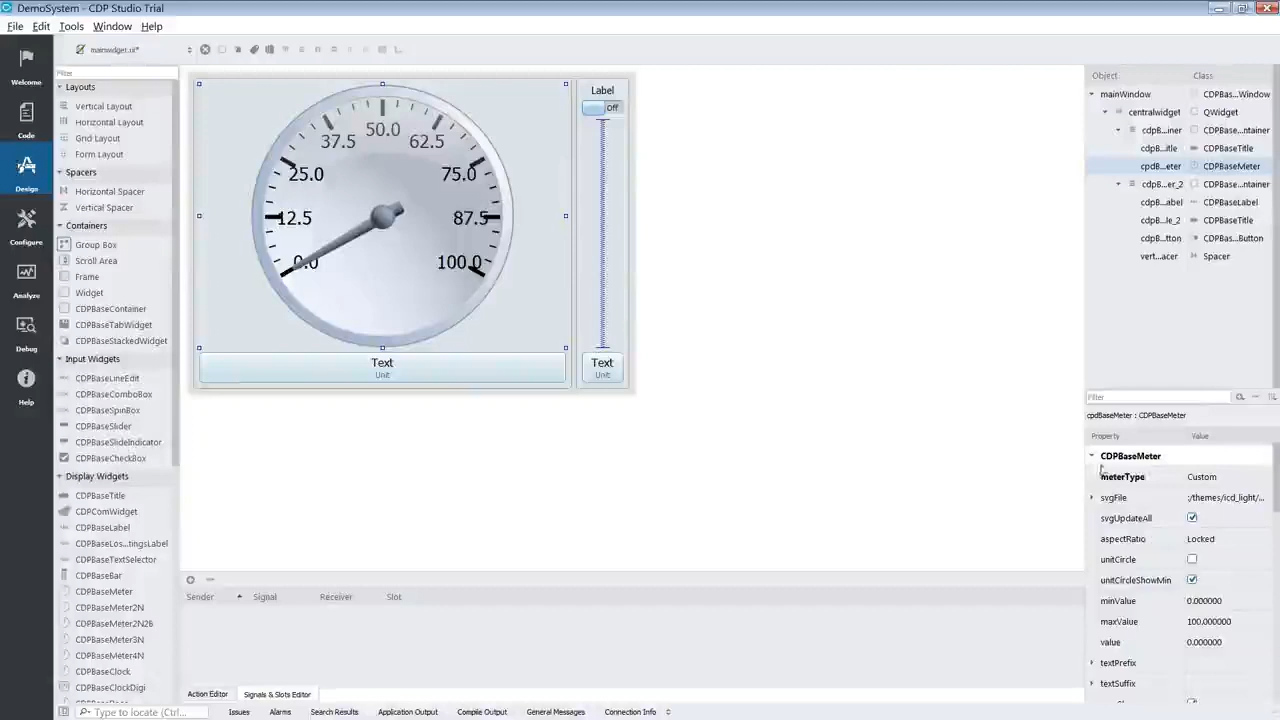 DemoSystem - CDP Studio Trial
File Edit Tools Window Help
mainwidget.ui*
Welcome
Code
Design
Configure
Analyze
Debug
Help
Filter
Layouts
Vertical Layout
Horizontal Layout
Grid Layout
Form Layout
Spacers
Horizontal Spacer
Vertical Spacer
Containers
Group Box
Scroll Area
Frame
Widget
CDPBaseContainer
CDPBaseTabWidget
CDPBaseStackedWidget
Input Widgets
CDPBaseLineEdit
CDPBaseComboBox
CDPBaseSpinBox
CDPBaseSlider
CDPBaseSlideIndicator
CDPBaseCheckBox
Display Widgets
CDPBaseTitle
CDPComWidget
CDPBaseLabel
CDPBaseLos...tingsLabel
CDPBaseTextSelector
CDPBaseBar
CDPBaseMeter
CDPBaseMeter2N
CDPBaseMeter2N2B
CDPBaseMeter3N
CDPBaseMeter4N
CDPBaseClock
CDPBaseClockDigi
50.0
37.5 62.5
25.0 75.0
12.5 87.5
0.0 100.0
Text
Unit
Label
Off
Text
Unit
Sender Signal Receiver Slot
Action Editor Signals & Slots Editor
Object Class
mainWindow CDPBas...Window
centralwidget QWidget
cdpB...iner CDPBase...ntainer
cdpB...itle CDPBaseTitle
cpdB...eter CDPBaseMeter
cdpB...er_2 CDPBase...ntainer
cdpB...abel CDPBaseLabel
cdpB...le_2 CDPBaseTitle
cdpB...tton CDPBas...Button
vert...acer Spacer
Filter
cpdBaseMeter : CDPBaseMeter
Property Value
CDPBaseMeter
meterType Custom
svgFile :/themes/icd_light/...
svgUpdateAll
aspectRatio Locked
unitCircle
unitCircleShowMin
minValue 0.000000
maxValue 100.000000
value 0.000000
textPrefix
textSuffix
Type to locate (Ctrl...
Issues Alarms Search Results Application Output Compile Output General Messages Connection Info